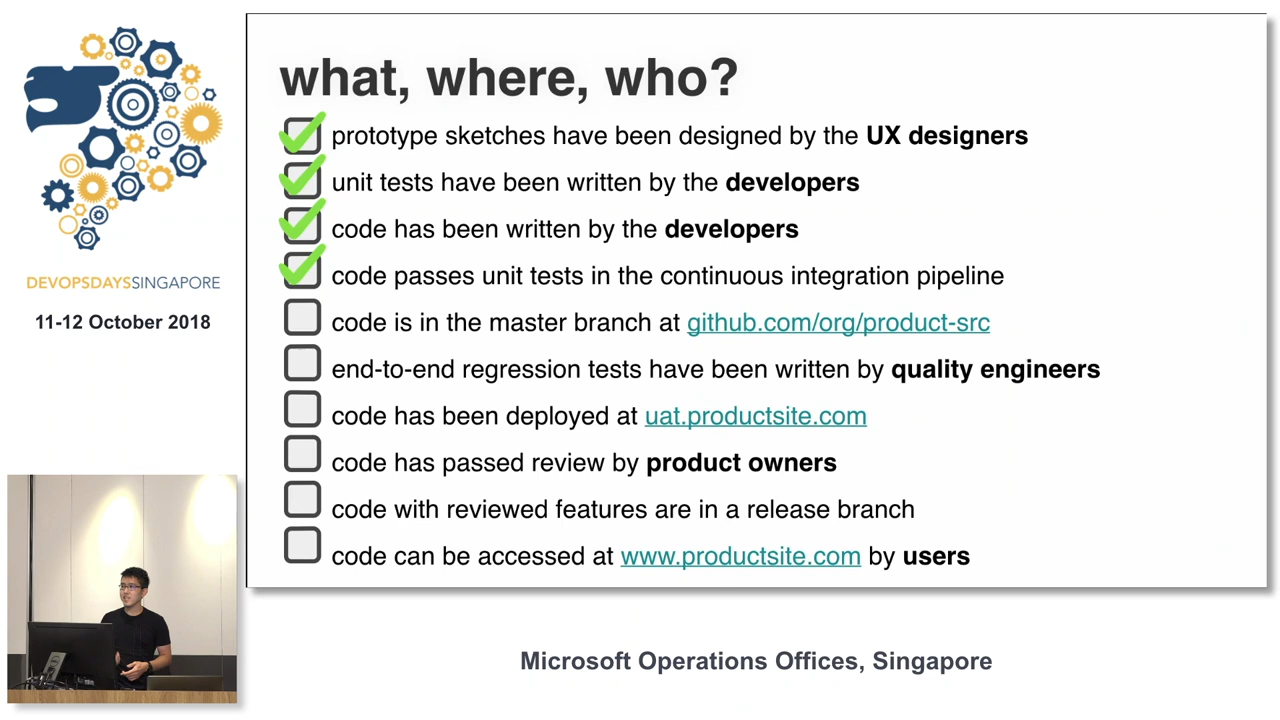 what, where, who?
prototype sketches have been designed by the UX designers
unit tests have been written by the developers
code has been written by the developers
code passes unit tests in the continuous integration pipeline
code is in the master branch at github.com/org/product-src
end-to-end regression tests have been written by quality engineers
code has been deployed at uat.productsite.com
code has passed review by product owners
code with reviewed features are in a release branch
code can be accessed at www.productsite.com by users
DEVOPSDAYSSINGAPORE
11-12 October 2018
Microsoft Operations Offices, Singapore